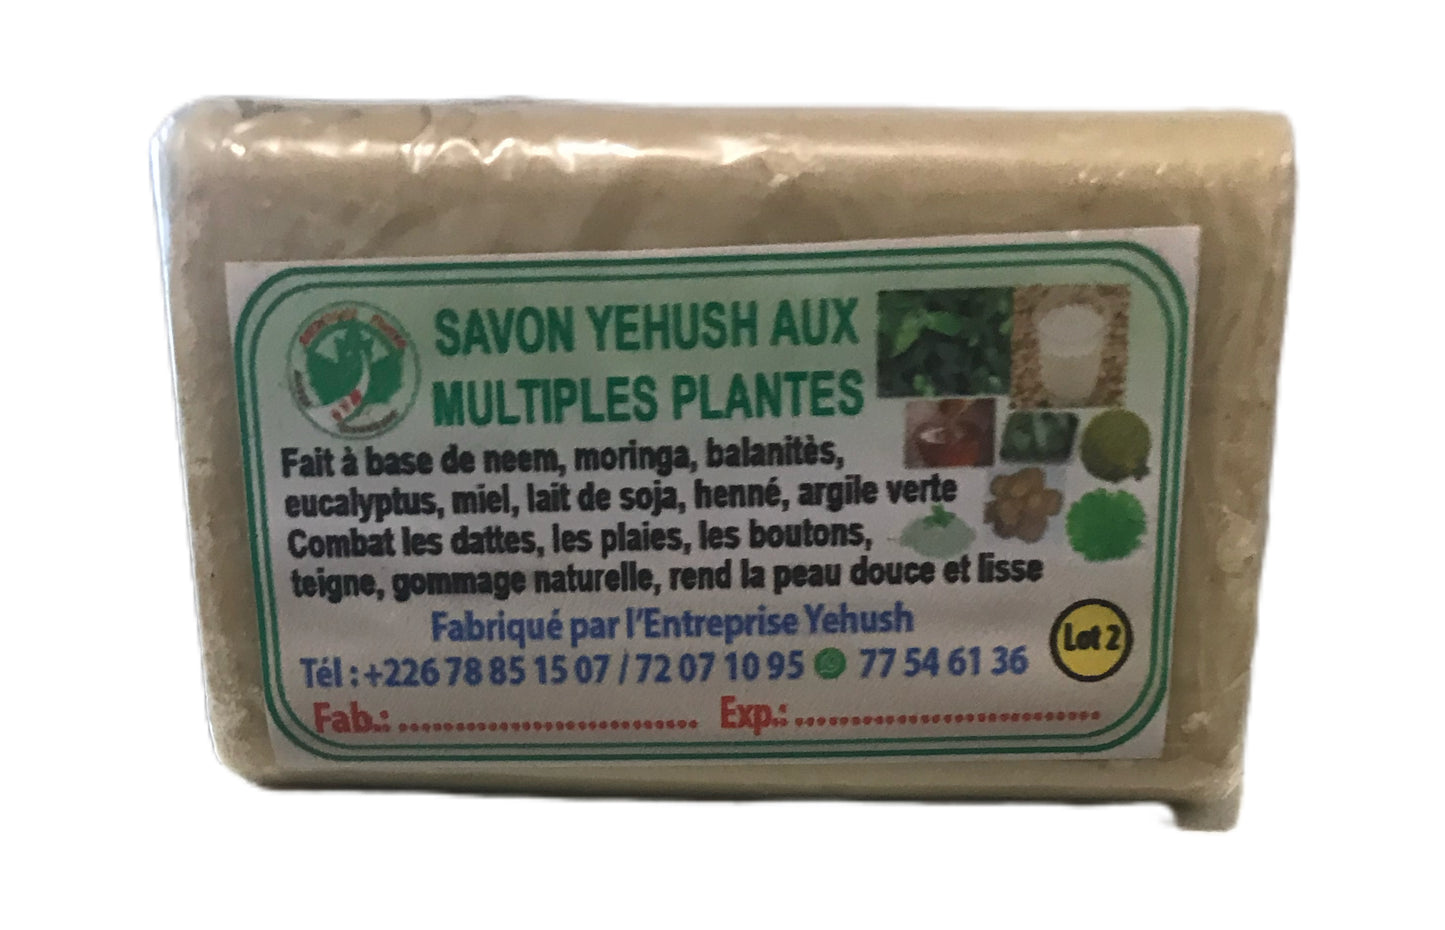 SAVON YEHUSH AUX
MULTIPLES PLANTES
Fait à base de neem, moringa, balanitès,
eucalyptus, miel, lait de soja, henné, argile verte
Combat les dattes, les plaies, les boutons,
teigne, gommage naturelle, rend la peau douce et lisse
Fabriqué par l'Entreprise Yehush
Tél : +226 78 85 15 07 / 72 07 10 95 77 54 61 36
Lot 2
Fab.: ............................. Exp.: .............................